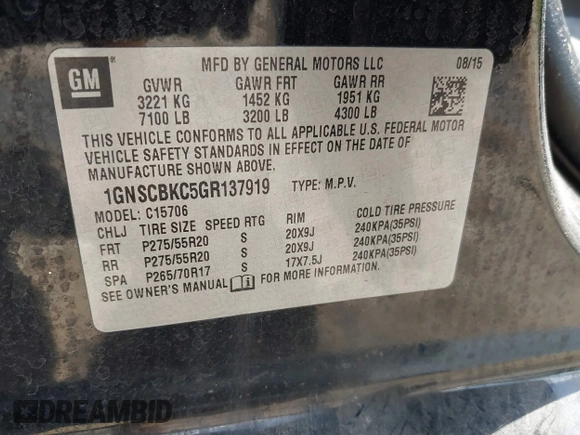 GM
MFD BY GENERAL MOTORS LLC 08/15
GVWR GAWR FRT GAWR RR
3221 KG 1452 KG 1951 KG
7100 LB 3200 LB 4300 LB
THIS VEHICLE CONFORMS TO ALL APPLICABLE U.S. FEDERAL MOTOR
VEHICLE SAFETY STANDARDS IN EFFECT ON THE DATE OF
MANUFACTURE SHOWN ABOVE.
1GNSCBKC5GR137919 TYPE: M.P.V.
MODEL: C15706
CHLJ TIRE SIZE SPEED RTG RIM COLD TIRE PRESSURE
FRT P275/55R20 S 20X9J 240KPA(35PSI)
RR P275/55R20 S 20X9J 240KPA(35PSI)
SPA P265/70R17 S 17X7.5J 240KPA(35PSI)
SEE OWNER'S MANUAL FOR MORE INFORMATION.
DREAMBID